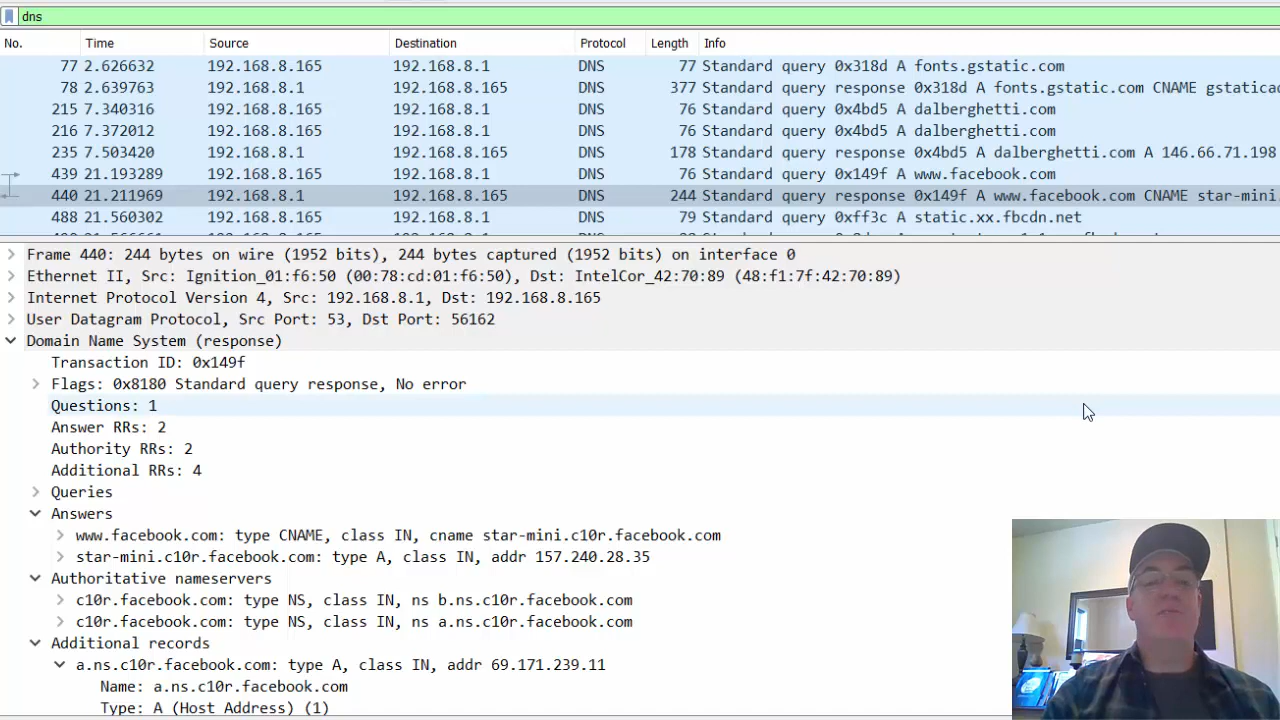 dns
No. Time Source Destination Protocol Length Info
77 2.626632 192.168.8.165 192.168.8.1 DNS 77 Standard query 0x318d A fonts.gstatic.com
78 2.639763 192.168.8.1 192.168.8.165 DNS 377 Standard query response 0x318d A fonts.gstatic.com CNAME gstatica
215 7.340316 192.168.8.165 192.168.8.1 DNS 76 Standard query 0x4bd5 A dalberghetti.com
216 7.372012 192.168.8.165 192.168.8.1 DNS 76 Standard query 0x4bd5 A dalberghetti.com
235 7.503420 192.168.8.1 192.168.8.165 DNS 178 Standard query response 0x4bd5 A dalberghetti.com A 146.66.71.198
439 21.193289 192.168.8.165 192.168.8.1 DNS 76 Standard query 0x149f A www.facebook.com
440 21.211969 192.168.8.1 192.168.8.165 DNS 244 Standard query response 0x149f A www.facebook.com CNAME star-mini.
488 21.560302 192.168.8.165 192.168.8.1 DNS 79 Standard query 0xff3c A static.xx.fbcdn.net
Frame 440: 244 bytes on wire (1952 bits), 244 bytes captured (1952 bits) on interface 0
Ethernet II, Src: Ignition_01:f6:50 (00:78:cd:01:f6:50), Dst: IntelCor_42:70:89 (48:f1:7f:42:70:89)
Internet Protocol Version 4, Src: 192.168.8.1, Dst: 192.168.8.165
User Datagram Protocol, Src Port: 53, Dst Port: 56162
Domain Name System (response)
Transaction ID: 0x149f
Flags: 0x8180 Standard query response, No error
Questions: 1
Answer RRs: 2
Authority RRs: 2
Additional RRs: 4
Queries
Answers
www.facebook.com: type CNAME, class IN, cname star-mini.c10r.facebook.com
star-mini.c10r.facebook.com: type A, class IN, addr 157.240.28.35
Authoritative nameservers
c10r.facebook.com: type NS, class IN, ns b.ns.c10r.facebook.com
c10r.facebook.com: type NS, class IN, ns a.ns.c10r.facebook.com
Additional records
a.ns.c10r.facebook.com: type A, class IN, addr 69.171.239.11
Name: a.ns.c10r.facebook.com
Type: A (Host Address) (1)